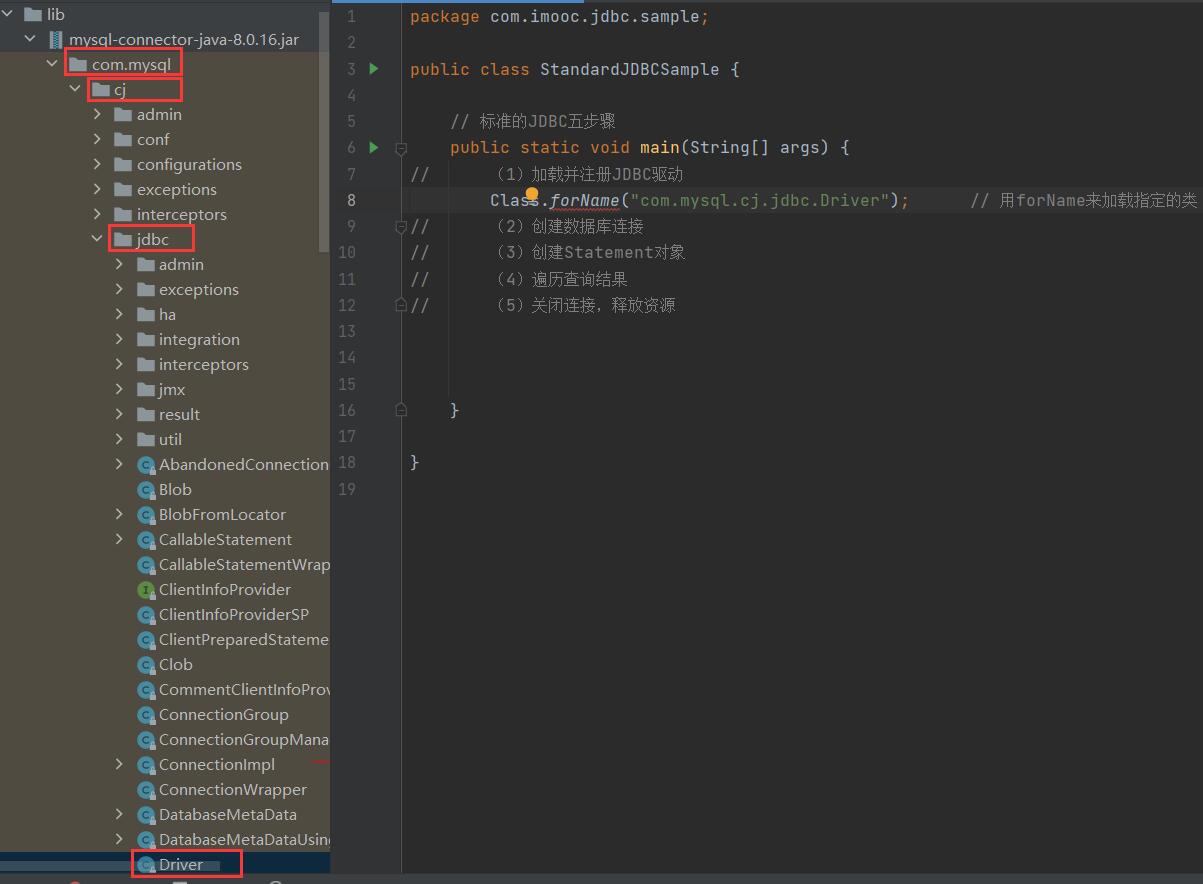 lib
mysql-connector-java-8.0.16.jar
com.mysql
cj
admin
conf
configurations
exceptions
interceptors
jdbc
admin
exceptions
ha
integration
interceptors
jmx
result
util
AbandonedConnection
Blob
BlobFromLocator
CallableStatement
CallableStatementWrap
ClientInfoProvider
ClientInfoProviderSP
ClientPreparedStateme
Clob
CommentClientInfoProv
ConnectionGroup
ConnectionGroupMana
ConnectionImpl
ConnectionWrapper
DatabaseMetaData
DatabaseMetaDataUsing
Driver
1 package com.imooc.jdbc.sample;
2
3 public class StandardJDBCSample {
4
5 // 标准的JDBC五步骤
6 public static void main(String[] args) {
7 // （1）加载并注册JDBC驱动
8 Class.forName("com.mysql.cj.jdbc.Driver"); // 用forName来加载指定的类
9 // （2）创建数据库连接
10 // （3）创建Statement对象
11 // （4）遍历查询结果
12 // （5）关闭连接，释放资源
13
14
15
16 }
17
18 }
19